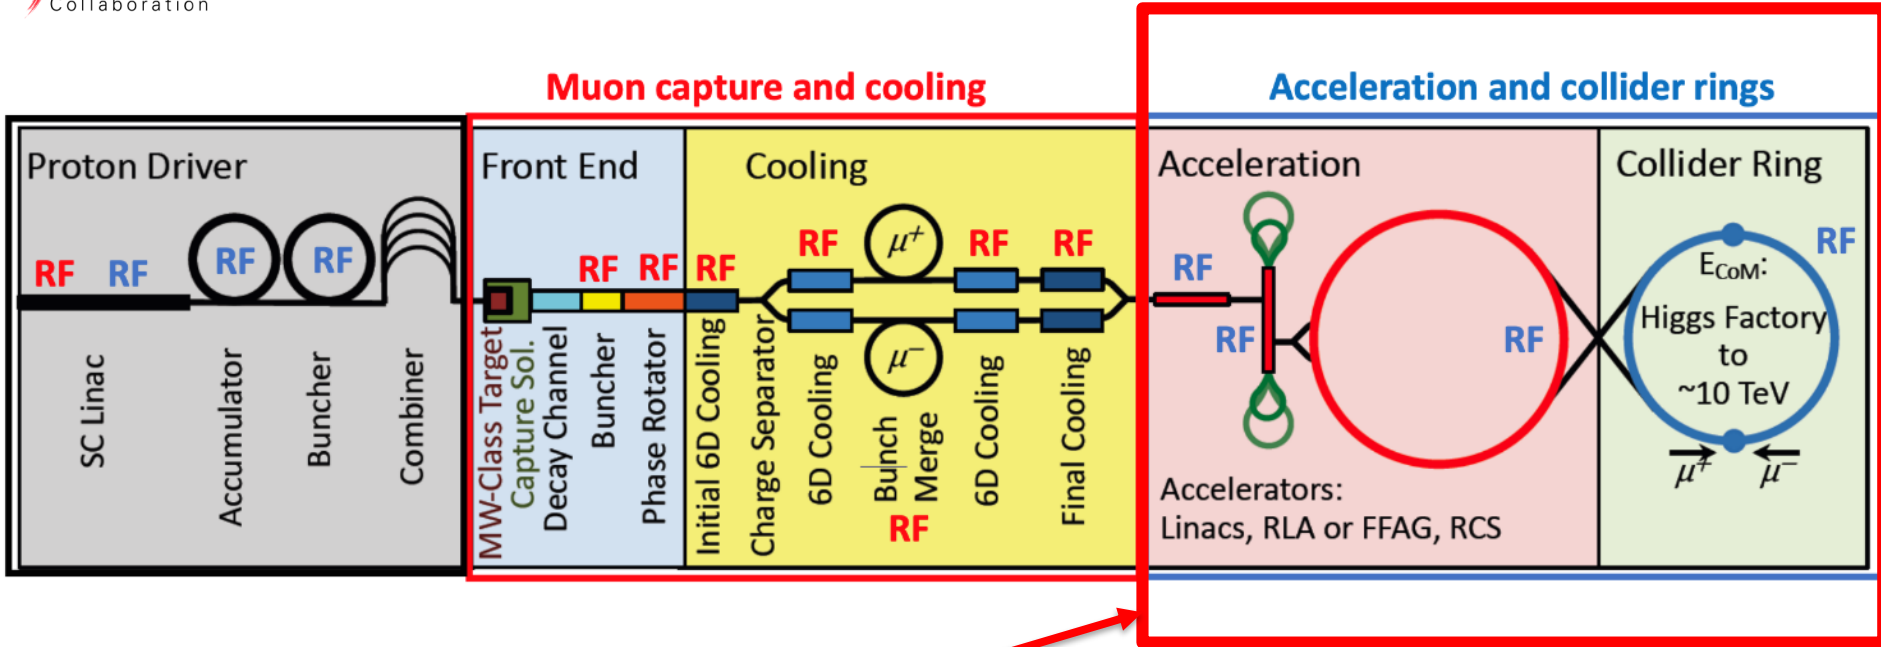 Collaboration
Muon capture and cooling
Acceleration and collider rings
Proton Driver
Front End
Cooling
Acceleration
Collider Ring
RF
RF
RF
RF
RF
RF
RF
RF
μ+
RF
RF
RF
RF
RF
RF
μ−
SC Linac
Accumulator
Buncher
Combiner
MW-Class Target
Capture Sol.
Decay Channel
Buncher
Phase Rotator
Initial 6D Cooling
Charge Separator
6D Cooling
Bunch
Merge
RF
6D Cooling
Final Cooling
Accelerators:
Linacs, RLA or FFAG, RCS
ECoM:
Higgs Factory
to
~10 TeV
μ+
μ−